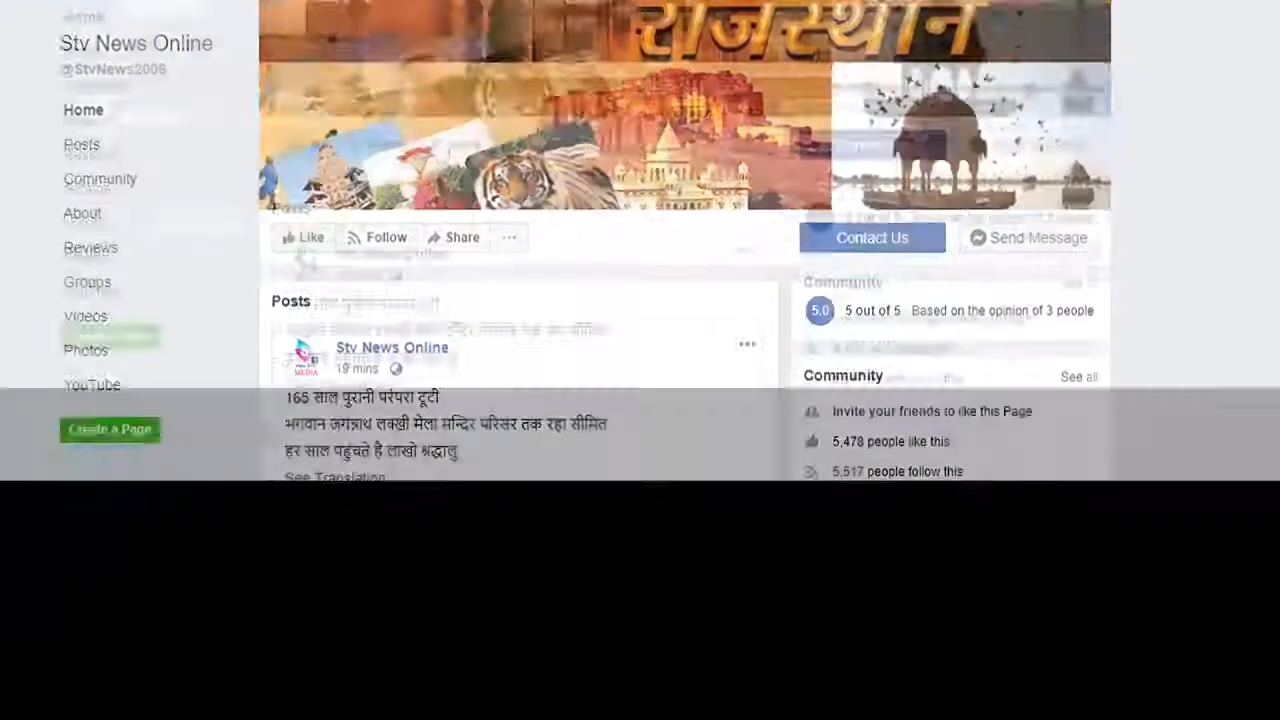 राजस्थान
Home
Stv News Online
@StvNews2006
Home
Posts
Community
About
Reviews
Groups
Videos
Photos
YouTube
Create a Page
Like
Follow
Share
Contact Us
Send Message
Posts
Stv News Online
19 mins
MEDIA
165 साल पुरानी परंपरा टूटी
भगवान जगन्नाथ लक्खी मेला मन्दिर परिसर तक रहा सीमित
हर साल पहुंचते है लाखो श्रद्धालु
See Translation
Community
5.0 5 out of 5 Based on the opinion of 3 people
Community See all
Invite your friends to like this Page
5,478 people like this
5,517 people follow this